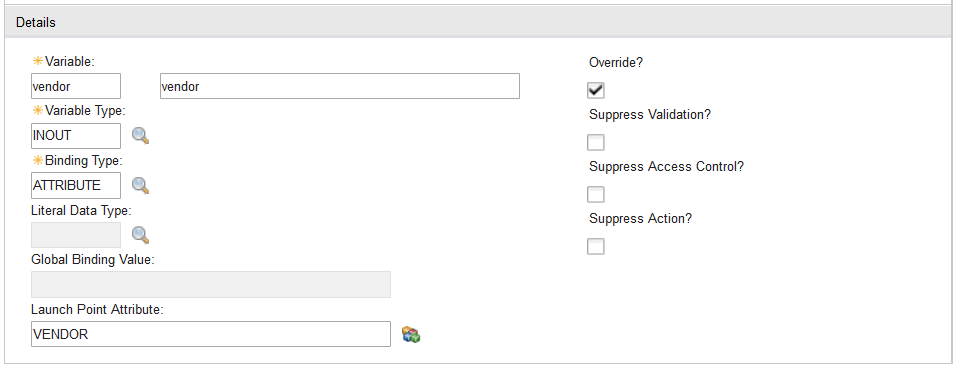 Details
Variable:
vendor vendor
Variable Type:
INOUT
Binding Type:
ATTRIBUTE
Literal Data Type:
Global Binding Value:
Launch Point Attribute:
VENDOR
Override?
Suppress Validation?
Suppress Access Control?
Suppress Action?